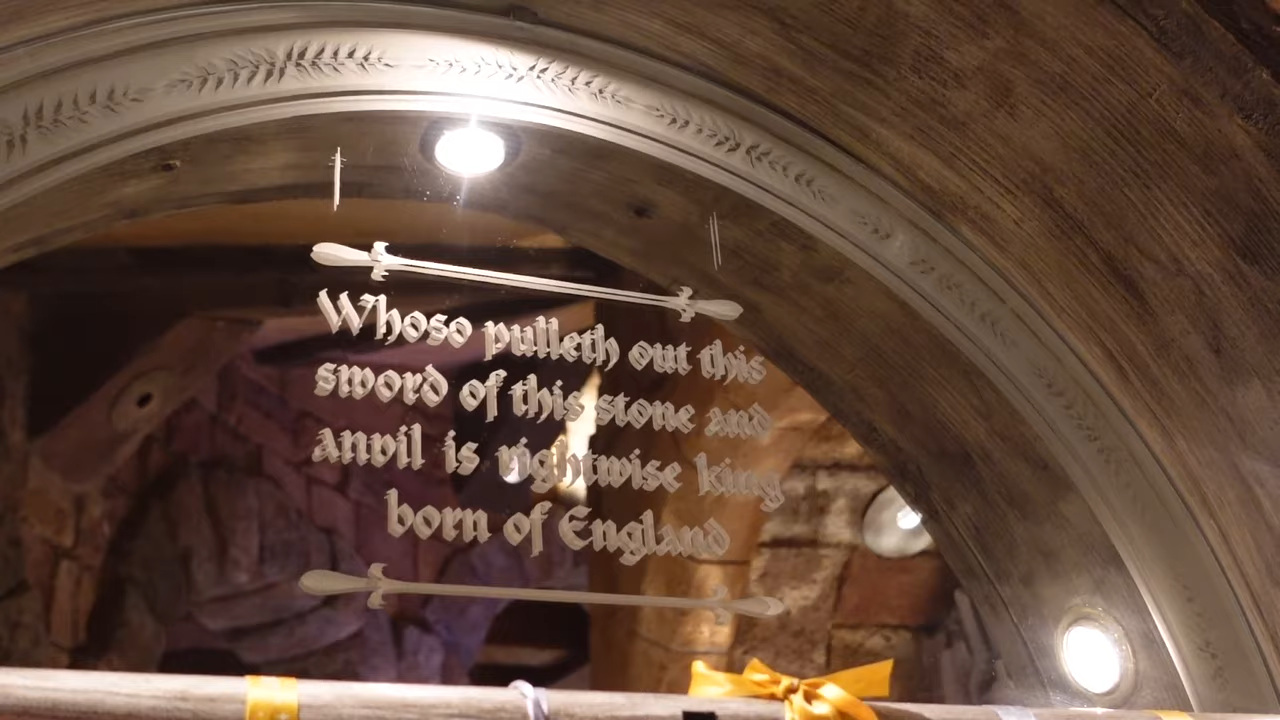 Whoso pulleth out this
sword of this stone and
anvil is rightwise king
born of England